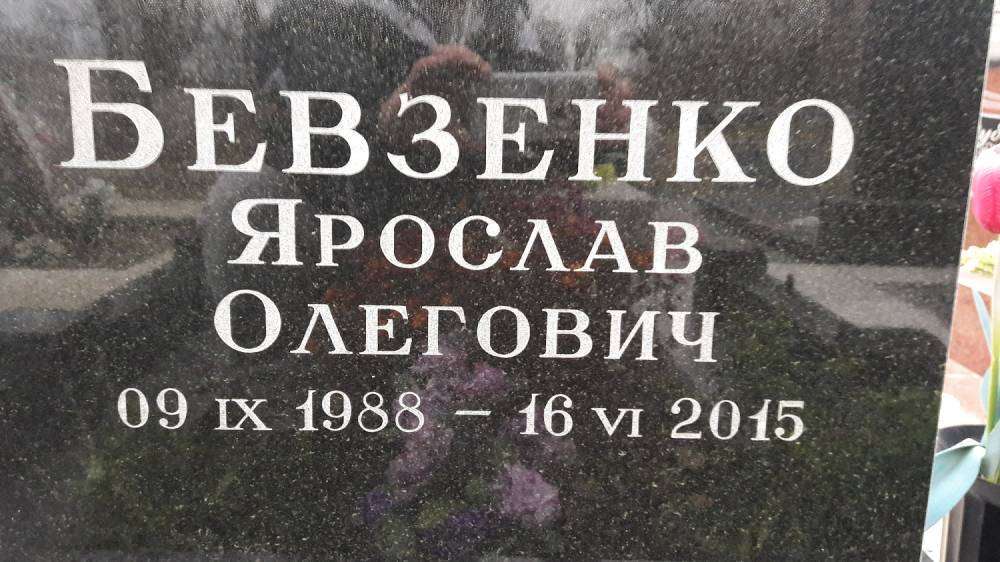 Бевзенко
Ярослав
Олегович
09 IX 1988 – 16 VI 2015